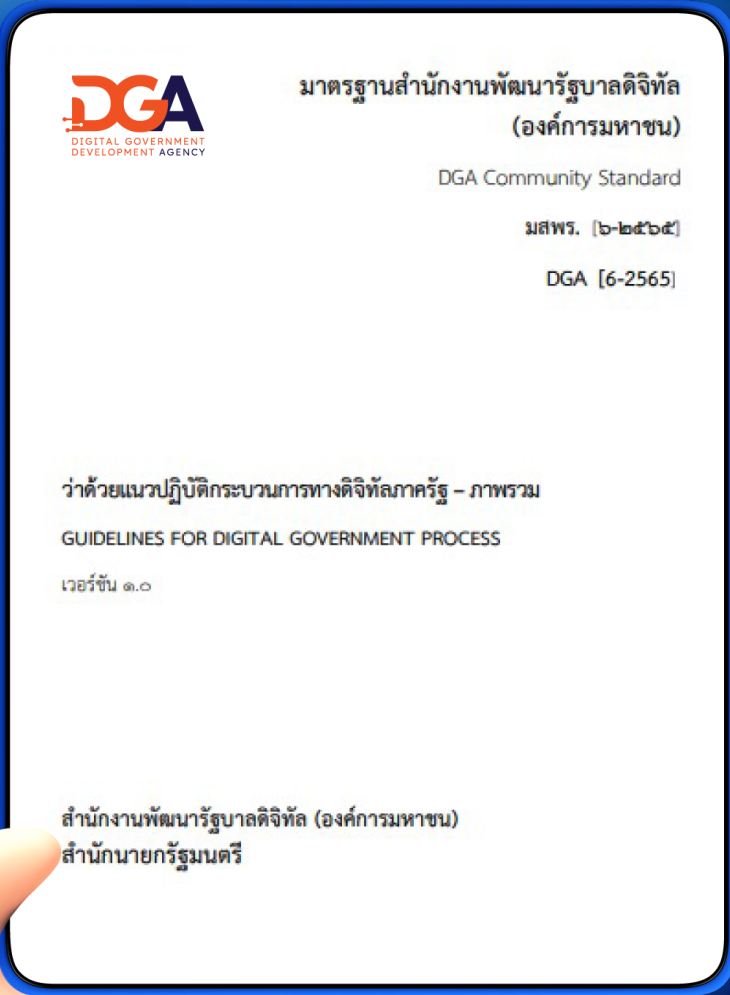 DGA
DIGITAL GOVERNMENT
DEVELOPMENT AGENCY
มาตรฐานสำนักงานพัฒนารัฐบาลดิจิทัล
(องค์การมหาชน)
DGA Community Standard
มสพร. [๖-๒๕๖๕]
DGA [6-2565]
ว่าด้วยแนวปฏิบัติกระบวนการทางดิจิทัลภาครัฐ – ภาพรวม
GUIDELINES FOR DIGITAL GOVERNMENT PROCESS
เวอร์ชัน ๑.๐
สำนักงานพัฒนารัฐบาลดิจิทัล (องค์การมหาชน)
สำนักนายกรัฐมนตรี